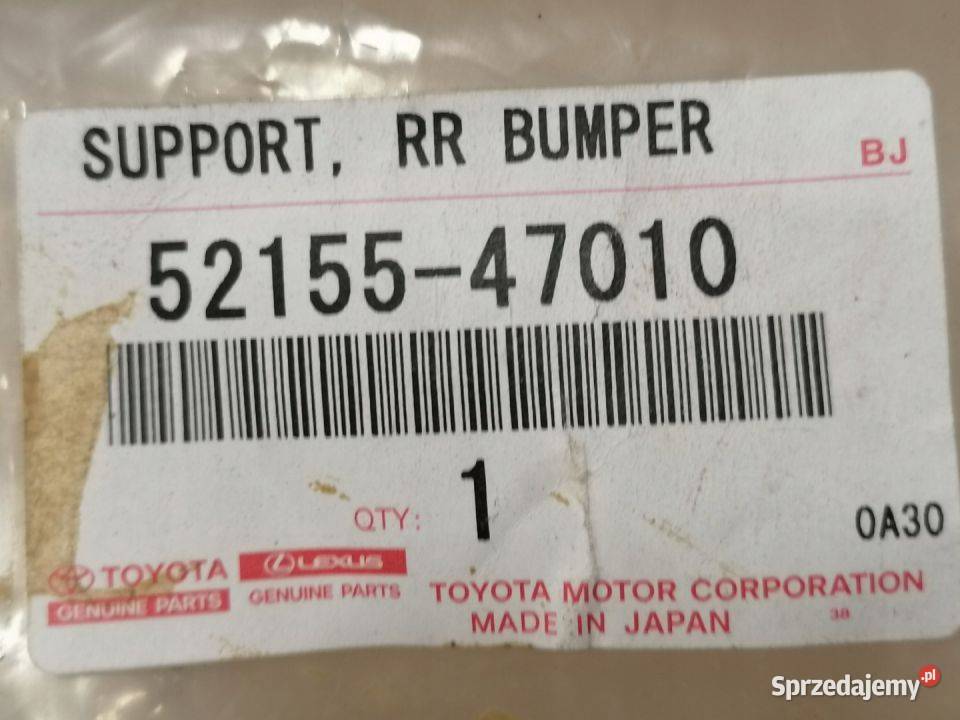 SUPPORT, RR BUMPER
BJ
52155-47010
QTY: 1
0A30
TOYOTA
GENUINE PARTS
LEXUS
GENUINE PARTS
TOYOTA MOTOR CORPORATION
MADE IN JAPAN
38
Sprzedajemy.pl